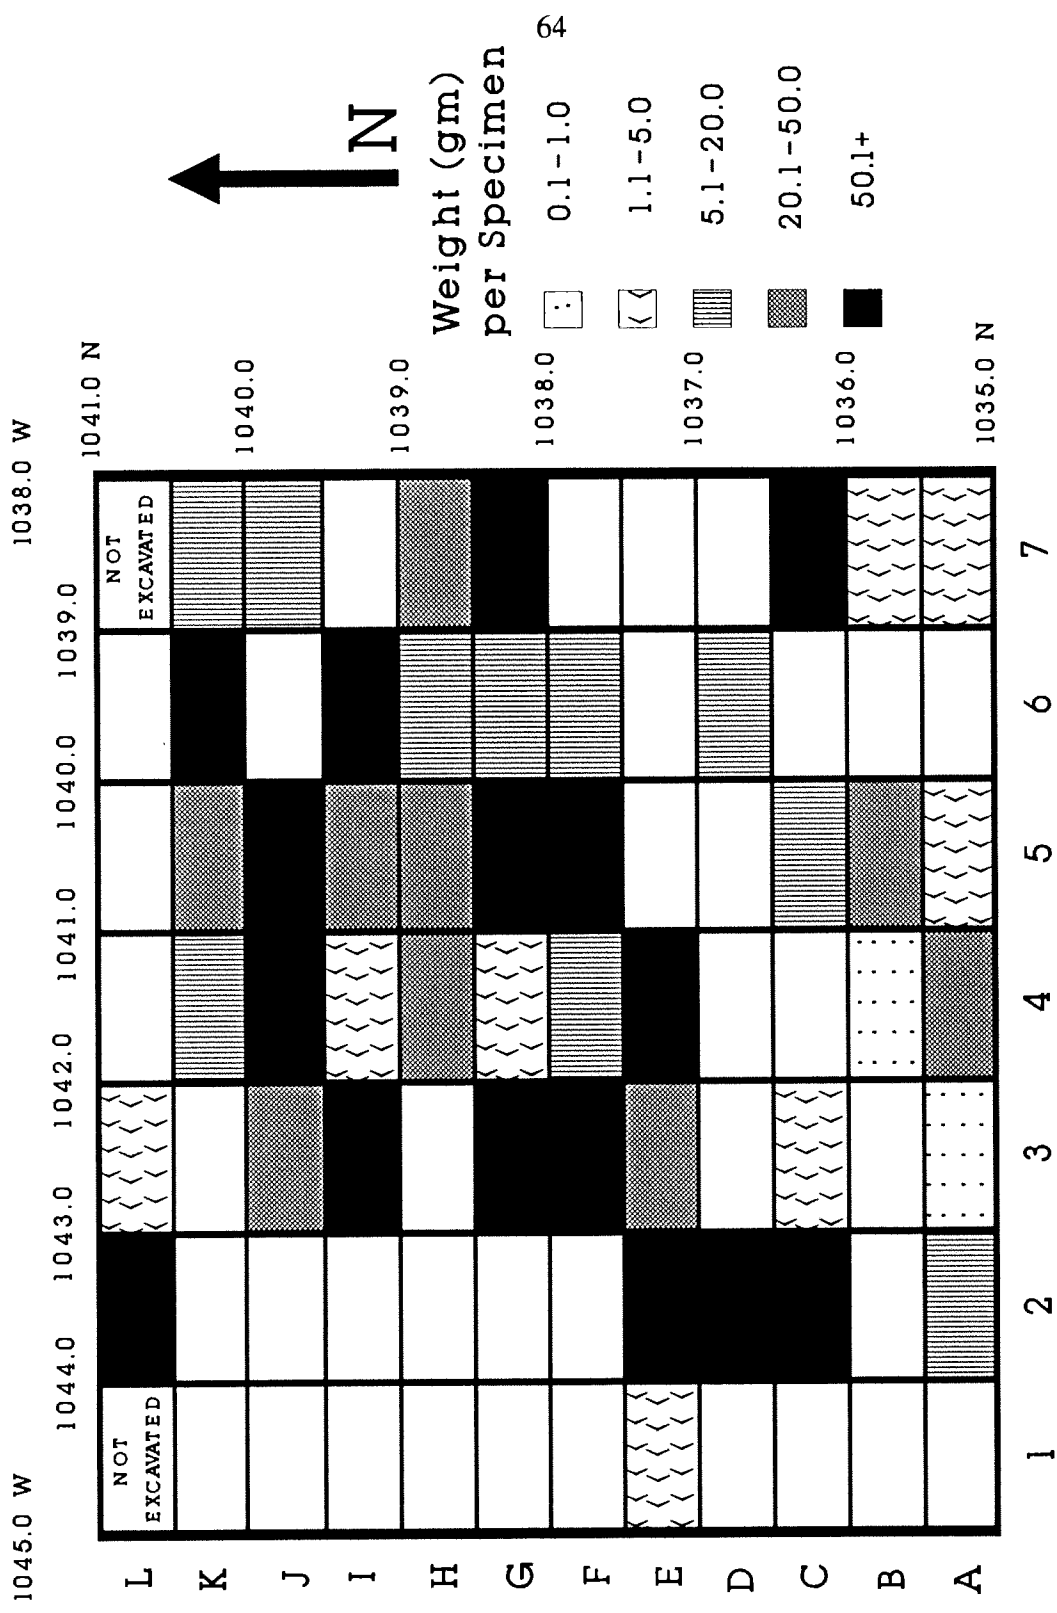 64
1045.0 W
1044.0
1043.0
1042.0
1041.0
1040.0
1039.0
1038.0 W
1041.0 N
1040.0
1039.0
1038.0
1037.0
1036.0
1035.0 N
NOT
EXCAVATED
NOT
EXCAVATED
L
K
J
I
H
G
F
E
D
C
B
A
1
2
3
4
5
6
7
N
Weight (gm)
per Specimen
0.1-1.0
1.1-5.0
5.1-20.0
20.1-50.0
50.1+